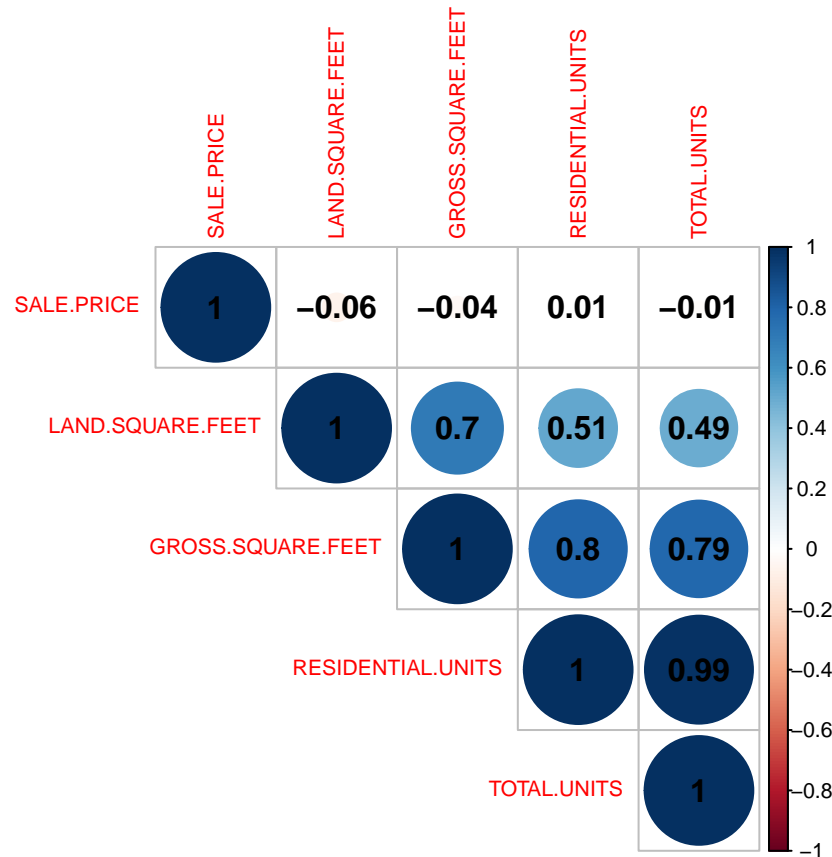 SALE.PRICE
LAND.SQUARE.FEET
GROSS.SQUARE.FEET
RESIDENTIAL.UNITS
TOTAL.UNITS
SALE.PRICE 1 −0.06 −0.04 0.01 −0.01
LAND.SQUARE.FEET 1 0.7 0.51 0.49
GROSS.SQUARE.FEET 1 0.8 0.79
RESIDENTIAL.UNITS 1 0.99
TOTAL.UNITS 1
1
0.8
0.6
0.4
0.2
0
−0.2
−0.4
−0.6
−0.8
−1